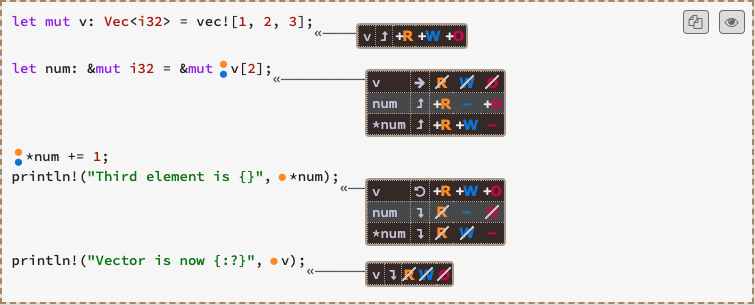 let mut v: Vec<i32> = vec![1, 2, 3];
« v ⮥ +R +W +O
let num: &mut i32 = &mut v[2];
« v → R W O
num ⮥ +R - +O
*num ⮥ +R +W -
*num += 1;
println!("Third element is {}", *num);
« v ↺ +R +W +O
num ⮧ R - O
*num ⮧ R W -
println!("Vector is now {:?}", v);
« v ⮧ R W O